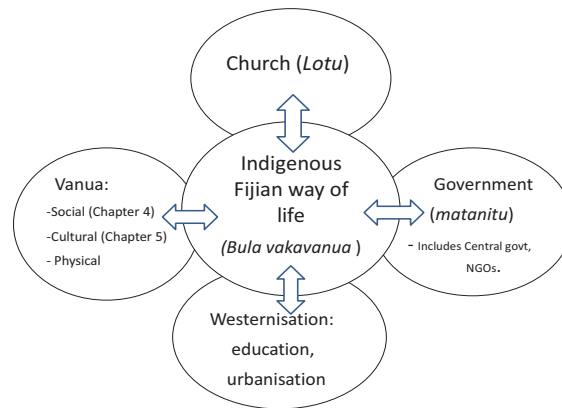 Church (Lotu)
Indigenous
Fijian way of
life
(Bula vakavanua )
Vanua:
-Social (Chapter 4)
-Cultural (Chapter 5)
- Physical
Government
(matanitu)
- Includes Central govt,
NGOs.
Westernisation:
education,
urbanisation